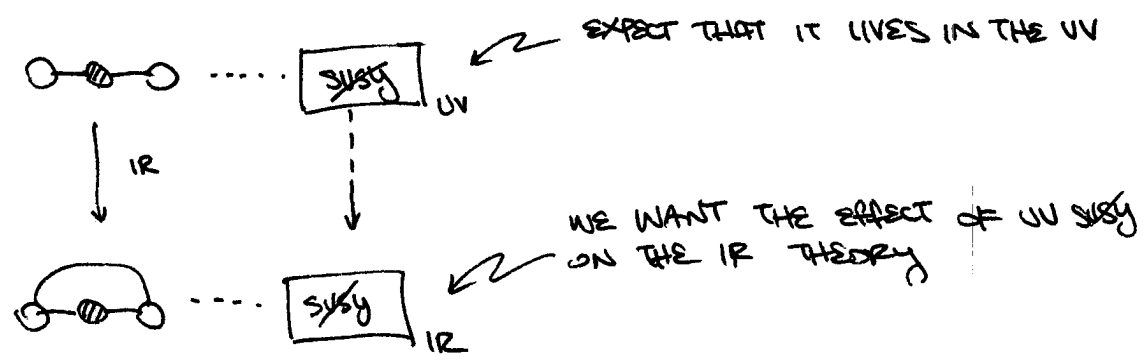 EXPECT THAT IT LIVES IN THE UV
SUSY
UV
IR
WE WANT THE EFFECT OF UV SUSY
ON THE IR THEORY
SUSY
IR